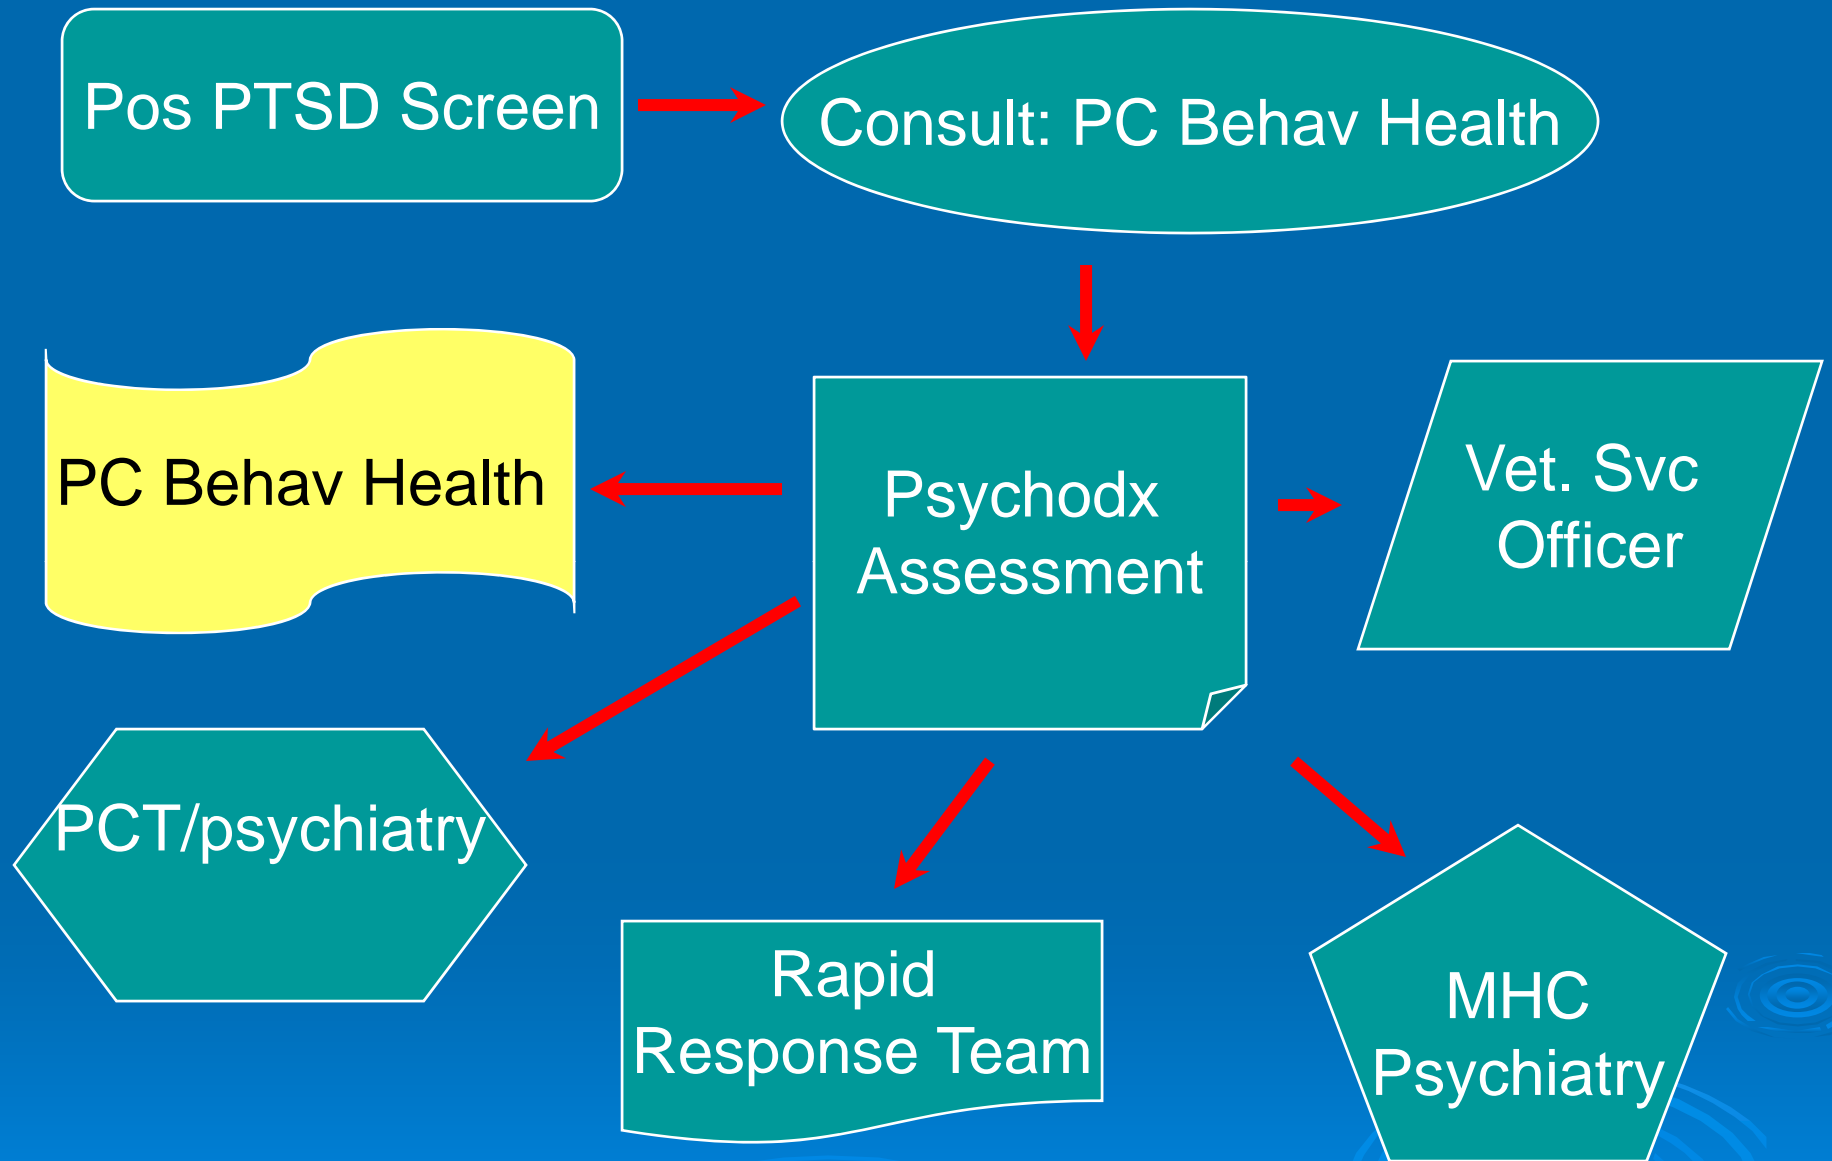 Pos PTSD Screen
Consult: PC Behav Health
PC Behav Health
Psychodx
Assessment
Vet. Svc
Officer
PCT/psychiatry
Rapid
Response Team
MHC
Psychiatry